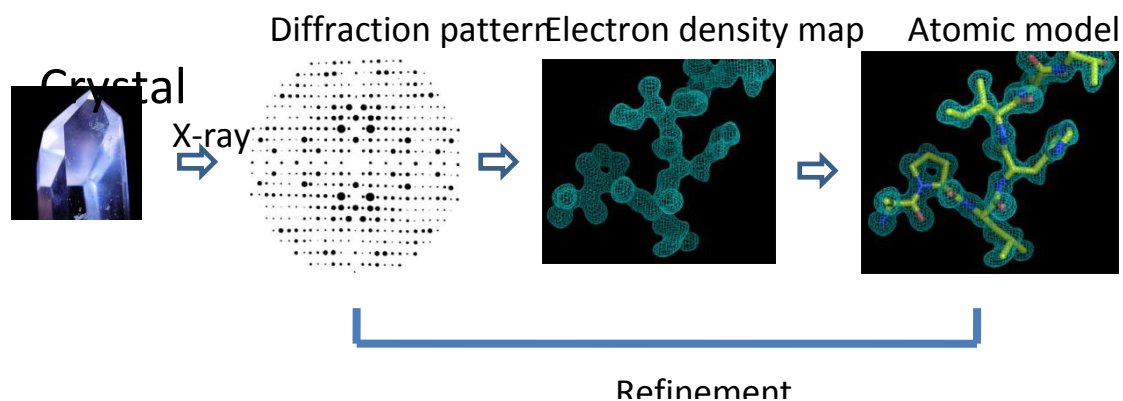 Diffraction pattern
Electron density map
Atomic model
Crystal
X-ray
Refinement